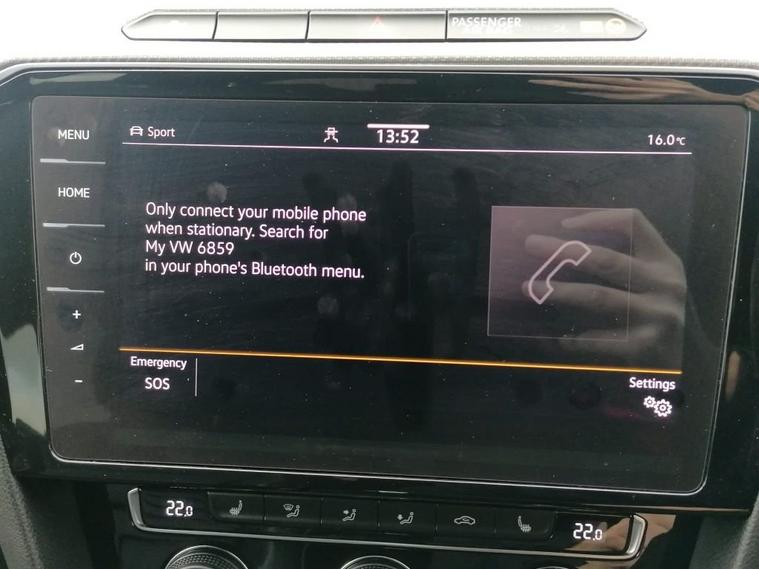 PASSENGER
MENU
Sport
13:52
16.0°C
HOME
Only connect your mobile phone
when stationary. Search for
My VW 6859
in your phone's Bluetooth menu.
+
-
Emergency
SOS
Settings
22.0
22.0